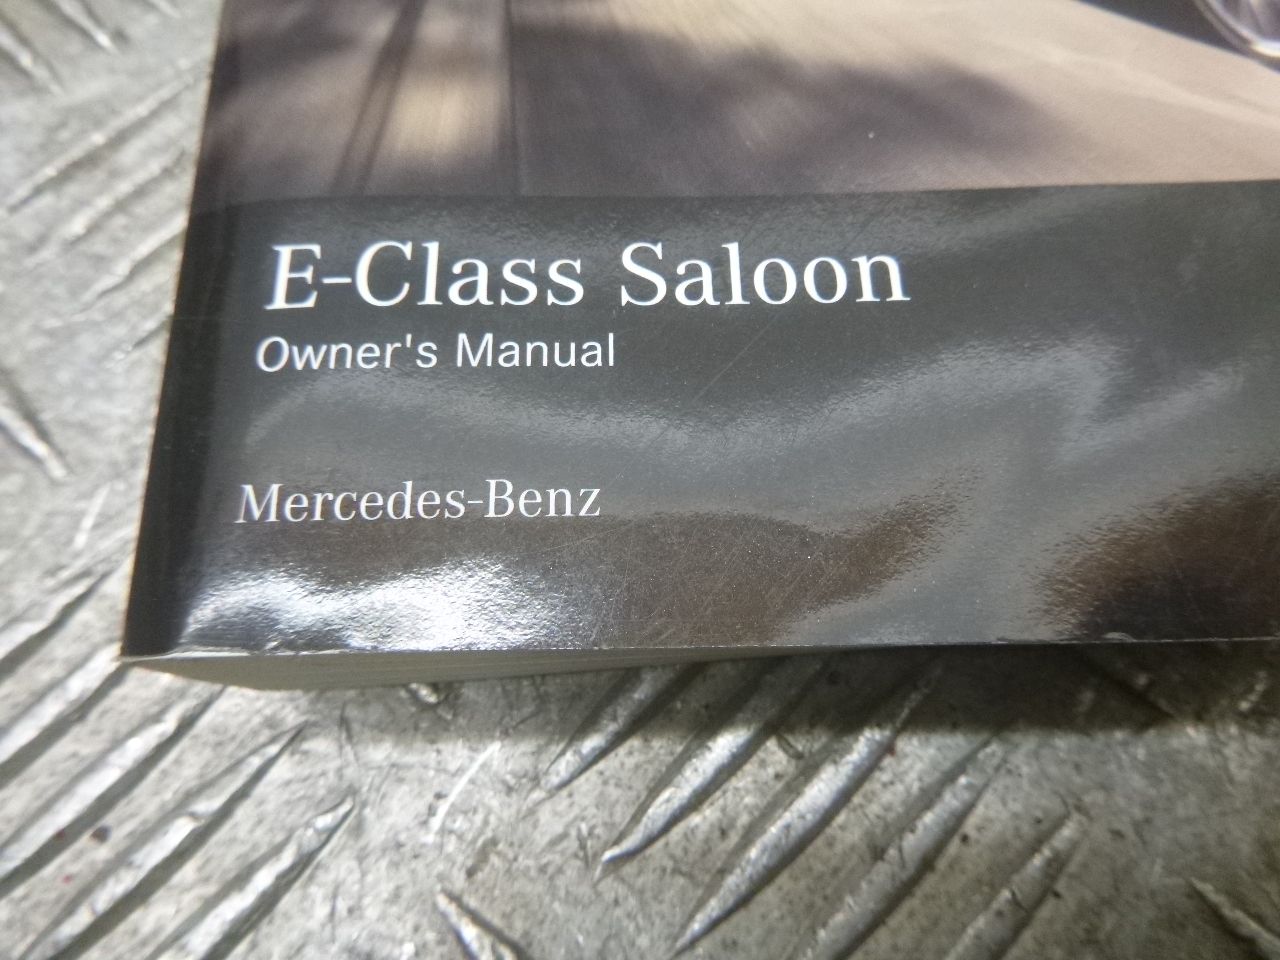 E-Class Saloon
Owner's Manual
Mercedes-Benz